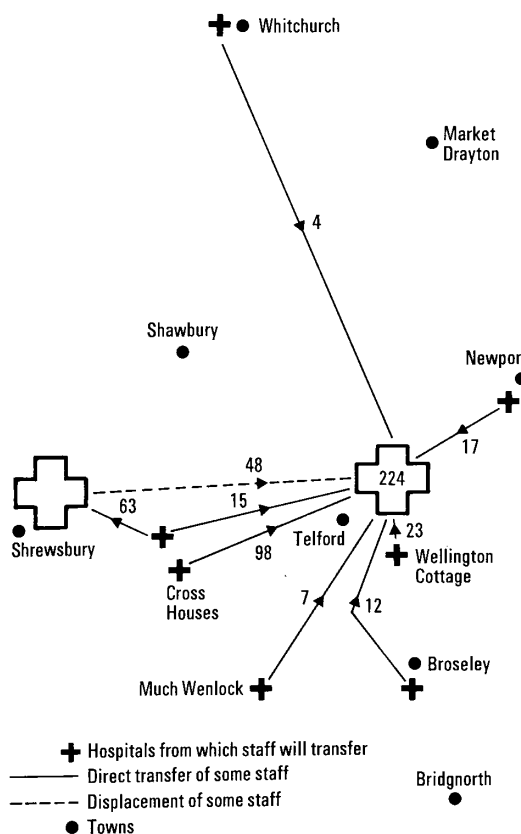 Whitchurch
Market
Drayton
4
Shawbury
Newpor
17
48
224
63
15
Shrewsbury
98
Telford
23
Cross
Houses
Wellington
Cottage
7
12
Much Wenlock
Broseley
Hospitals from which staff will transfer
Direct transfer of some staff
Displacement of some staff
Towns
Bridgnorth